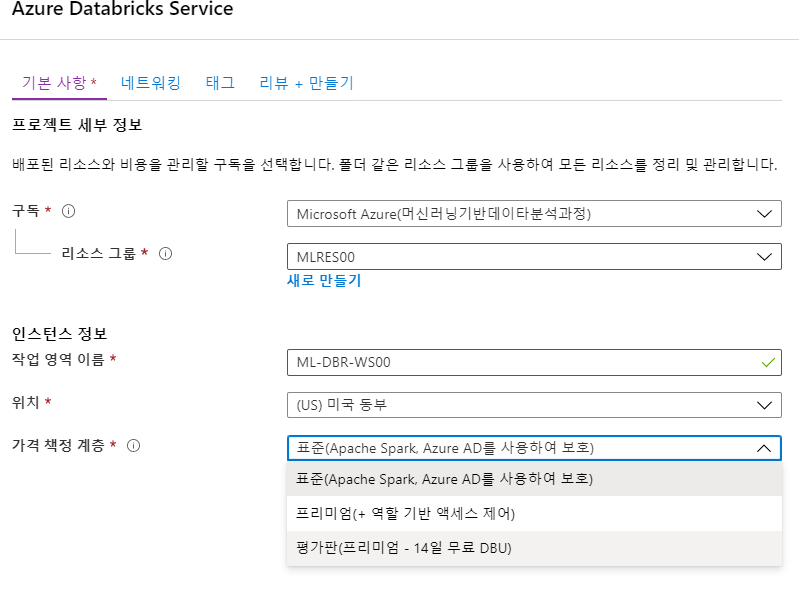 Azure Databricks Service
기본 사항 * 네트워킹 태그 리뷰 + 만들기
프로젝트 세부 정보
배포된 리소스와 비용을 관리할 구독을 선택합니다. 폴더 같은 리소스 그룹을 사용하여 모든 리소스를 정리 및 관리합니다.
구독 * Microsoft Azure(머신러닝기반데이타분석과정)
리소스 그룹 * MLRES00
새로 만들기
인스턴스 정보
작업 영역 이름 * ML-DBR-WS00
위치 * (US) 미국 동부
가격 책정 계층 * 표준(Apache Spark, Azure AD를 사용하여 보호)
표준(Apache Spark, Azure AD를 사용하여 보호)
프리미엄(+ 역할 기반 액세스 제어)
평가판(프리미엄 - 14일 무료 DBU)